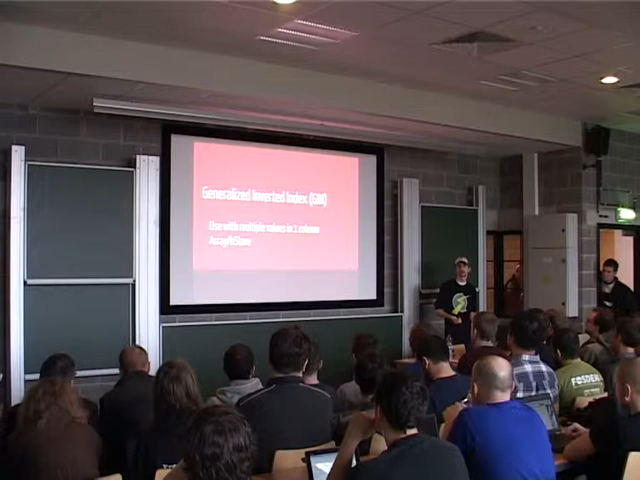 Generalized Inverted Index (GIN)
Use with multiple values in 1 column
Array/hStore
FOSDEM